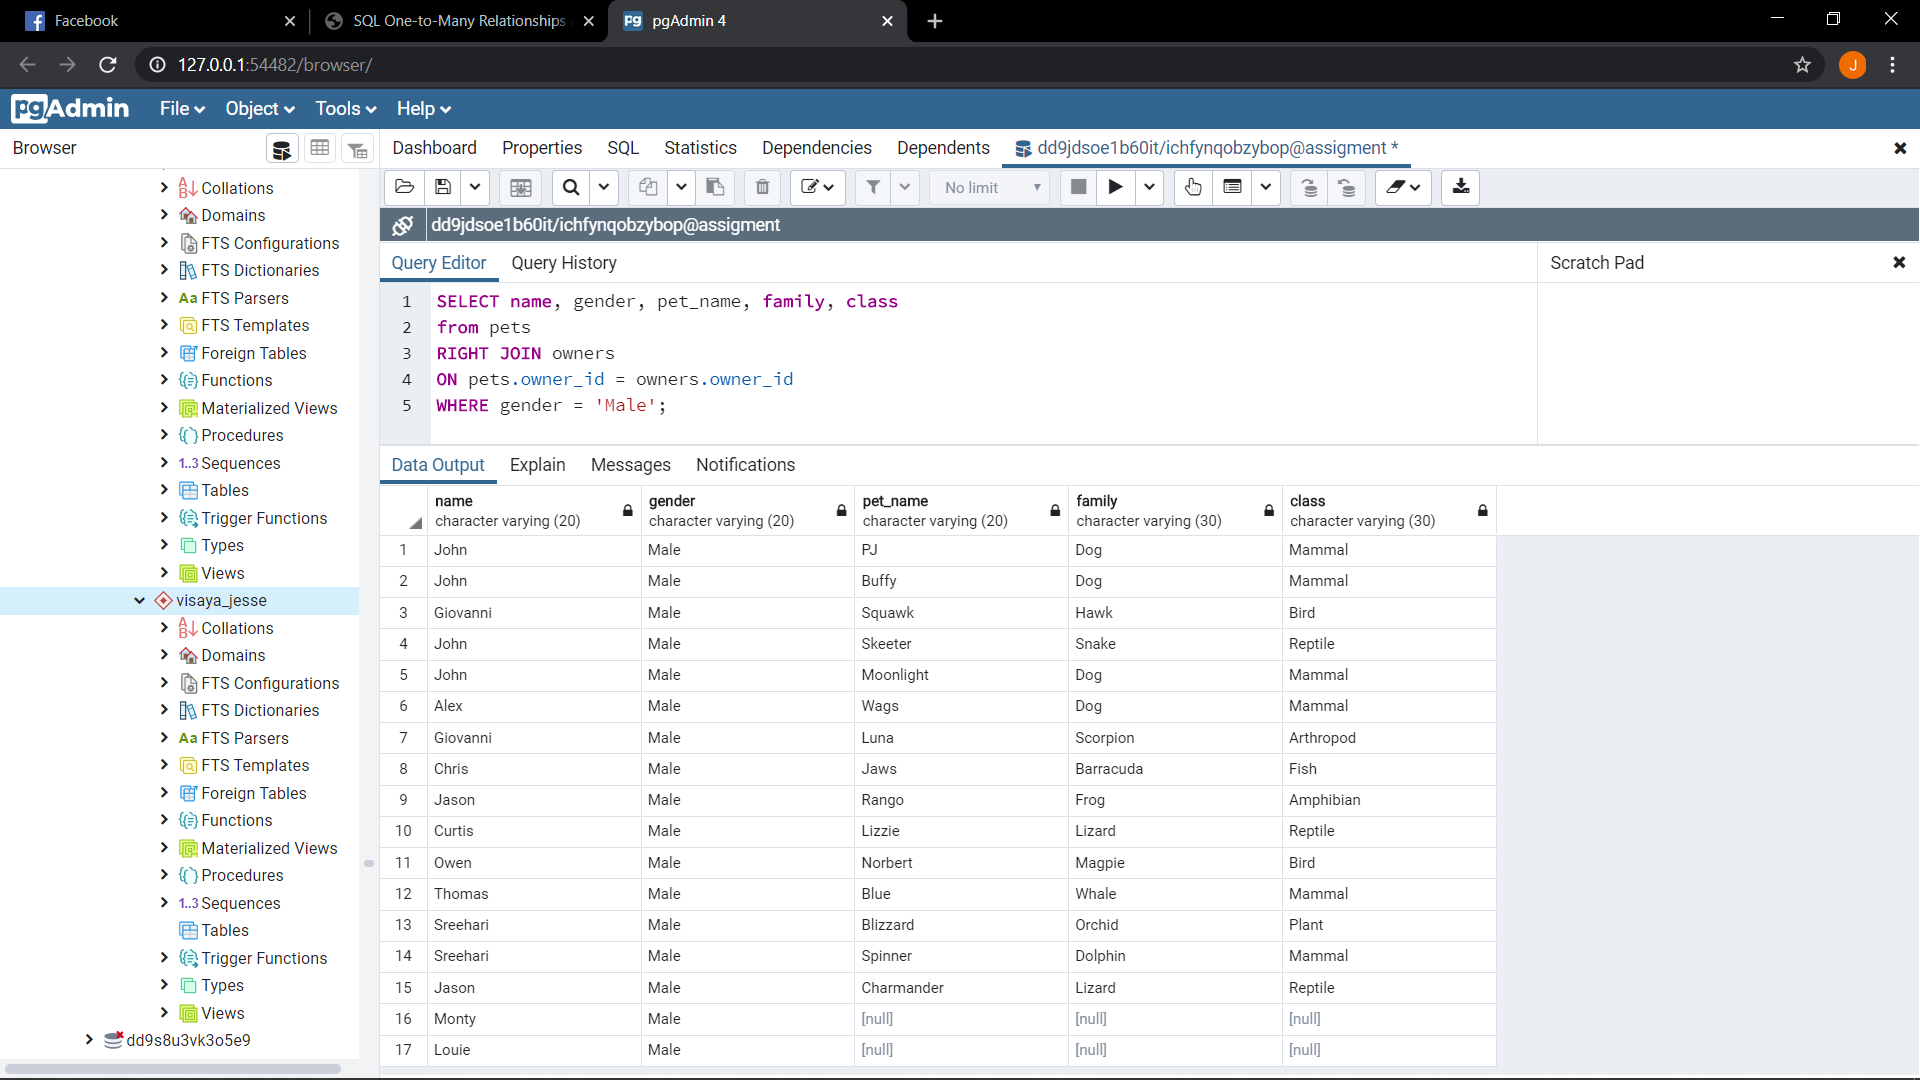 Facebook
SQL One-to-Many Relationships
pgAdmin 4
127.0.0.1:54482/browser/
J
pgAdmin
File
Object
Tools
Help
Browser
Dashboard
Properties
SQL
Statistics
Dependencies
Dependents
dd9jdsoe1b60it/ichfynqobzybop@assigment *
No limit
dd9jdsoe1b60it/ichfynqobzybop@assigment
Query Editor
Query History
Scratch Pad
1 SELECT name, gender, pet_name, family, class
2 from pets
3 RIGHT JOIN owners
4 ON pets.owner_id = owners.owner_id
5 WHERE gender = 'Male';
Collations
Domains
FTS Configurations
FTS Dictionaries
Aa FTS Parsers
FTS Templates
Foreign Tables
Functions
Materialized Views
Procedures
1..3 Sequences
Tables
Trigger Functions
Types
Views
visaya_jesse
Collations
Domains
FTS Configurations
FTS Dictionaries
Aa FTS Parsers
FTS Templates
Foreign Tables
Functions
Materialized Views
Procedures
1..3 Sequences
Tables
Trigger Functions
Types
Views
dd9s8u3vk3o5e9
Data Output
Explain
Messages
Notifications
name gender pet_name family class
character varying (20) character varying (20) character varying (20) character varying (30) character varying (30)
1 John Male PJ Dog Mammal
2 John Male Buffy Dog Mammal
3 Giovanni Male Squawk Hawk Bird
4 John Male Skeeter Snake Reptile
5 John Male Moonlight Dog Mammal
6 Alex Male Wags Dog Mammal
7 Giovanni Male Luna Scorpion Arthropod
8 Chris Male Jaws Barracuda Fish
9 Jason Male Rango Frog Amphibian
10 Curtis Male Lizzie Lizard Reptile
11 Owen Male Norbert Magpie Bird
12 Thomas Male Blue Whale Mammal
13 Sreehari Male Blizzard Orchid Plant
14 Sreehari Male Spinner Dolphin Mammal
15 Jason Male Charmander Lizard Reptile
16 Monty Male [null] [null] [null]
17 Louie Male [null] [null] [null]